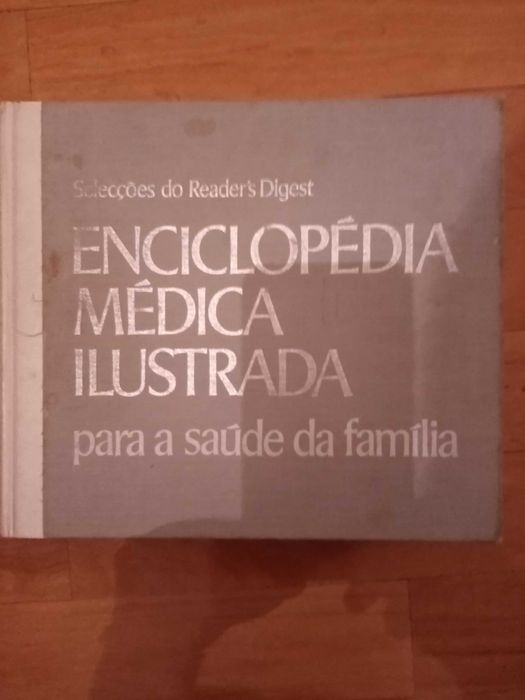 Selecções do Reader's Digest
ENCICLOPÉDIA
MÉDICA
ILUSTRADA
para a saúde da família